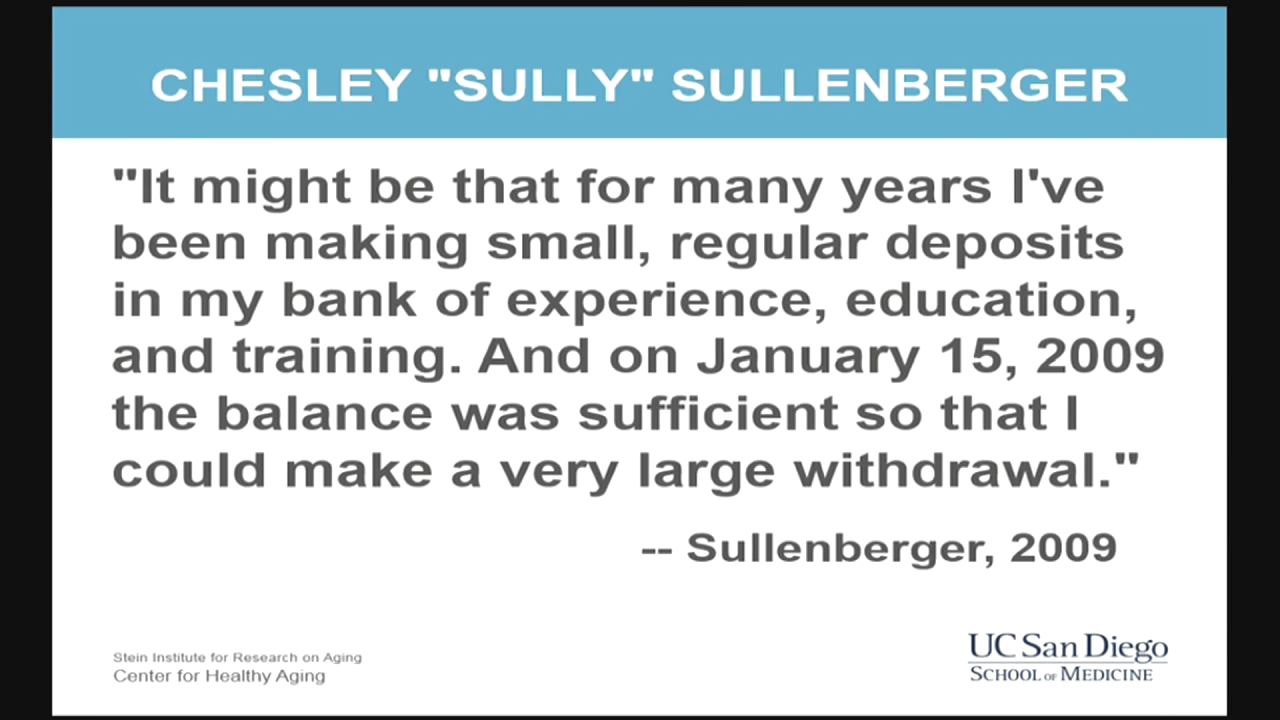 CHESLEY "SULLY" SULLENBERGER
"It might be that for many years I've
been making small, regular deposits
in my bank of experience, education,
and training. And on January 15, 2009
the balance was sufficient so that I
could make a very large withdrawal."
-- Sullenberger, 2009
Stein Institute for Research on Aging
Center for Healthy Aging
UC San Diego
SCHOOL OF MEDICINE